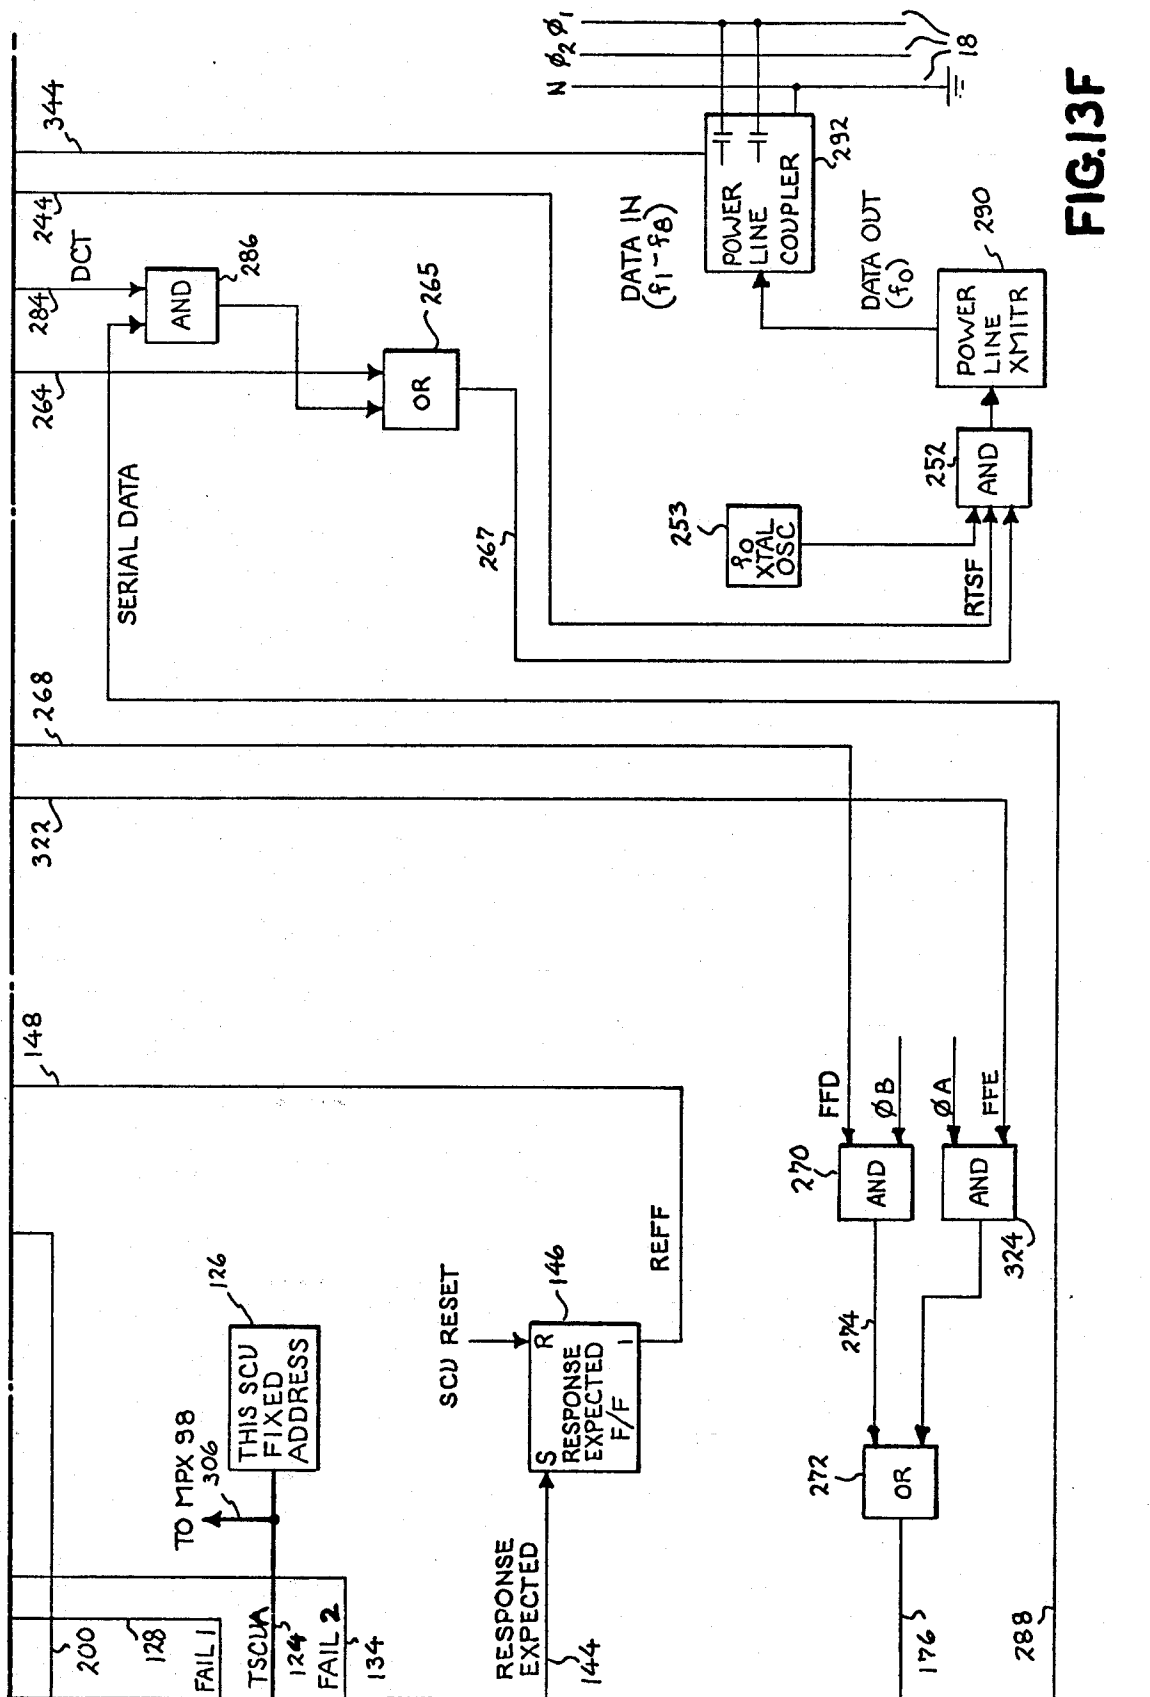 344
244
DCT
284
286
AND
264
265
OR
SERIAL DATA
267
N
φ2
φ1
18
DATA IN
(f1-f8)
POWER
LINE
COUPLER
292
DATA OUT
(f0)
290
POWER
LINE
XMITR
252
AND
253
f0
XTAL
OSC
RTSF
FIG.13F
268
322
148
FFD
φB
φA
FFE
270
AND
AND
324
274
272
OR
176
288
REFF
SCU RESET
146
R
S
RESPONSE
EXPECTED
F/F
1
RESPONSE
EXPECTED
144
126
THIS SCU
FIXED
ADDRESS
TO MPX 98
306
200
128
FAIL 1
TSCUA
124
FAIL 2
134